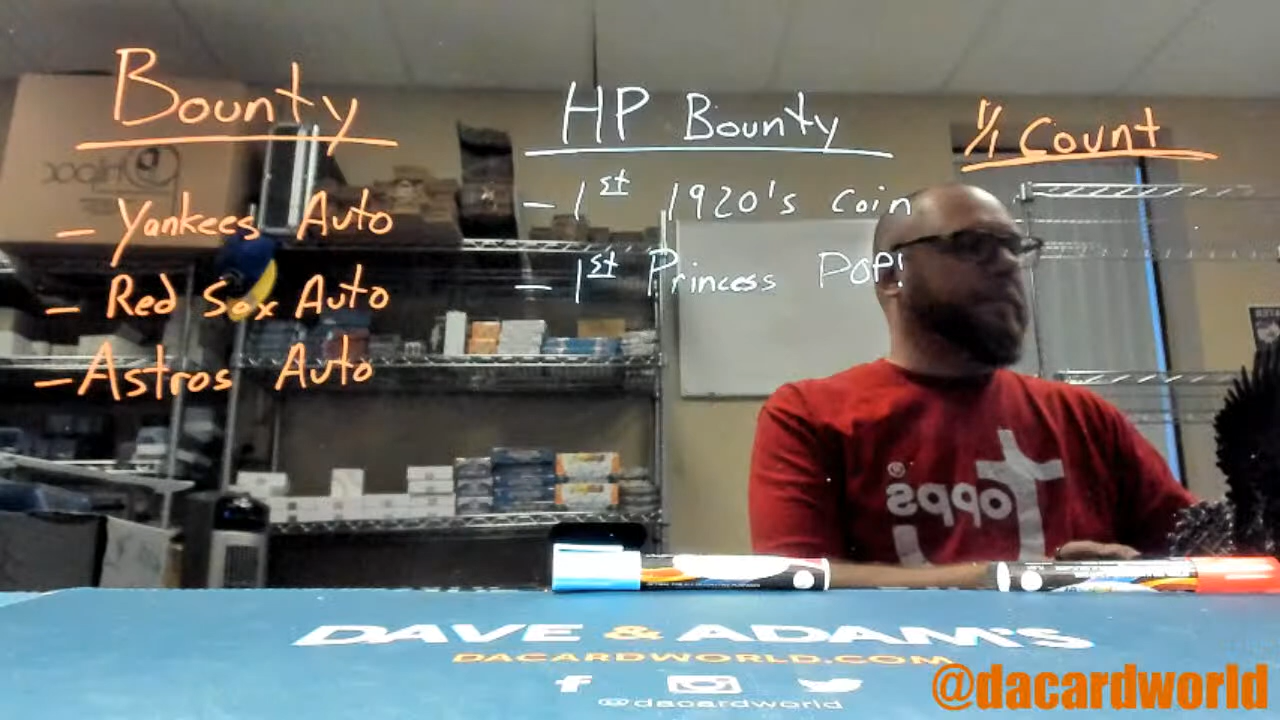 Bounty
- Yankees Auto
- Red Sox Auto
- Astros Auto
HP Bounty
- 1st 1920's Coin
- 1st Princess POP!
1/1 Count
topps®
DAVE & ADAM'S
DACARDWORLD.COM
@dacardworld
@dacardworld